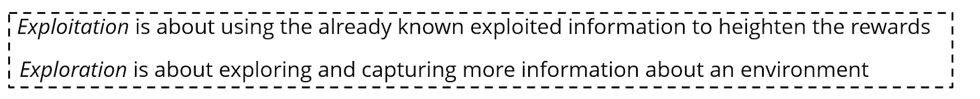 Exploitation is about using the already known exploited information to heighten the rewards
Exploration is about exploring and capturing more information about an environment